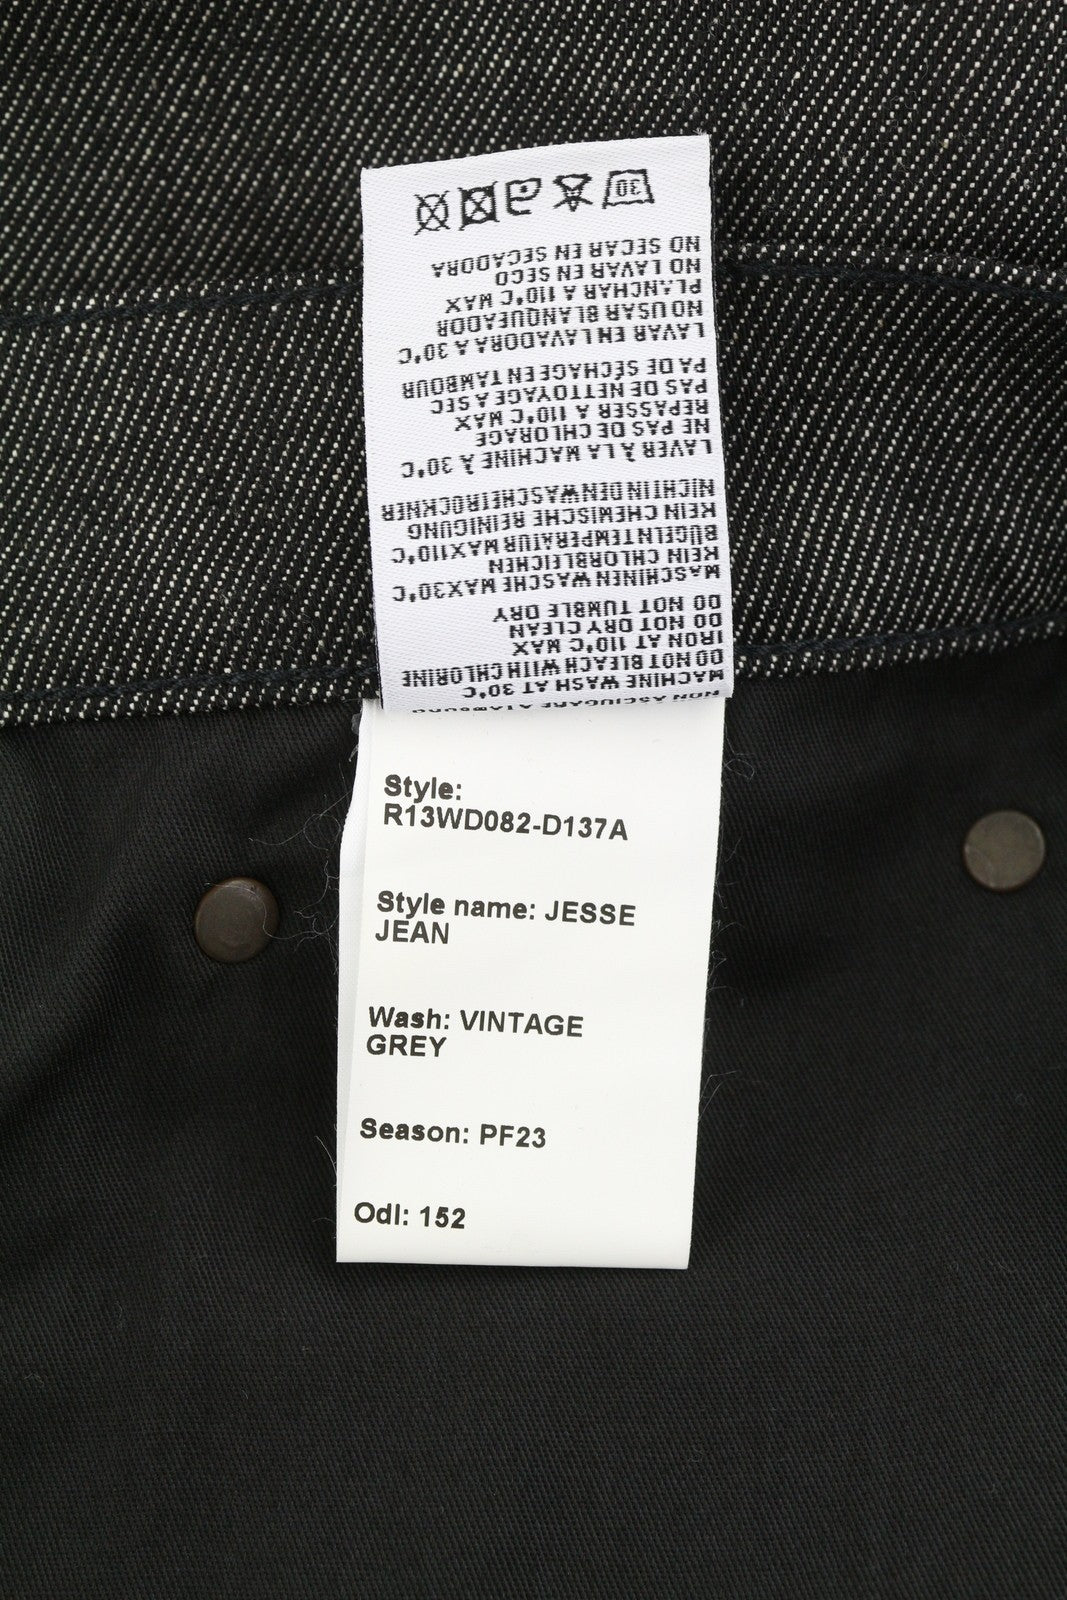 MACHINE WASH AT 30°C
DO NOT BLEACH WITH CHLORINE
IRON AT 110°C MAX
DO NOT DRY CLEAN
DO NOT TUMBLE DRY
MASCHINEN WASCHE MAX30°C
KEIN CHLORBLEICHEN
BÜGELN TEMPERATUR MAX110°C
KEIN CHEMISCHE REINIGUNG
NICHT IN DEN WASCHETROCKNER
LAVER À LA MACHINE À 30°C
NE PAS DE CHLORAGE
REPASSER A 110°C MAX
PAS DE NETTOYAGE A SEC
PA DE SÉCHAGE EN TAMBOUR
LAVAR EN LAVADORA A 30°C
NO USAR BLANQUEADOR
PLANCHAR A 110°C MAX
NO LAVAR EN SECO
NO SECAR EN SECADORA
30
Style:
R13WD082-D137A
Style name: JESSE
JEAN
Wash: VINTAGE
GREY
Season: PF23
Odl: 152